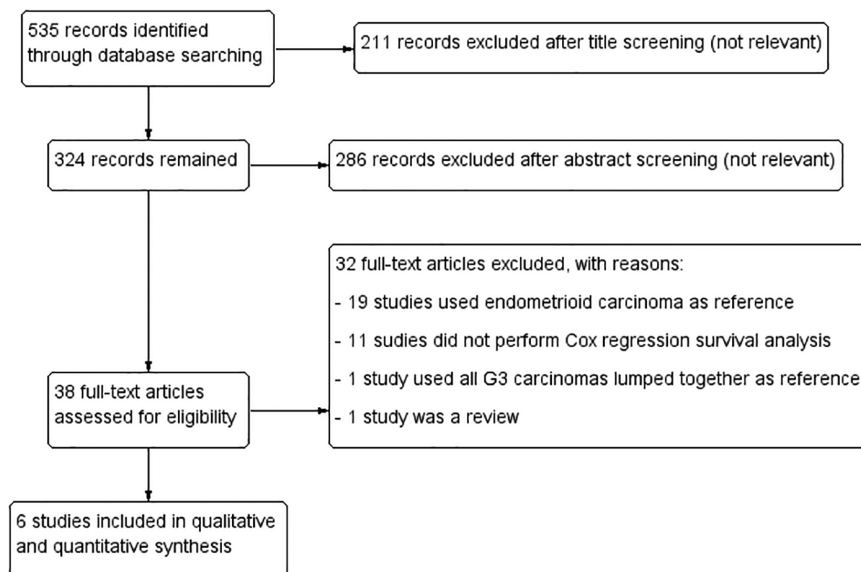 535 records identified
through database searching
211 records excluded after title screening (not relevant)
324 records remained
286 records excluded after abstract screening (not relevant)
32 full-text articles excluded, with reasons:
- 19 studies used endometrioid carcinoma as reference
- 11 sudies did not perform Cox regression survival analysis
- 1 study used all G3 carcinomas lumped together as reference
- 1 study was a review
38 full-text articles
assessed for eligibility
6 studies included in qualitative
and quantitative synthesis